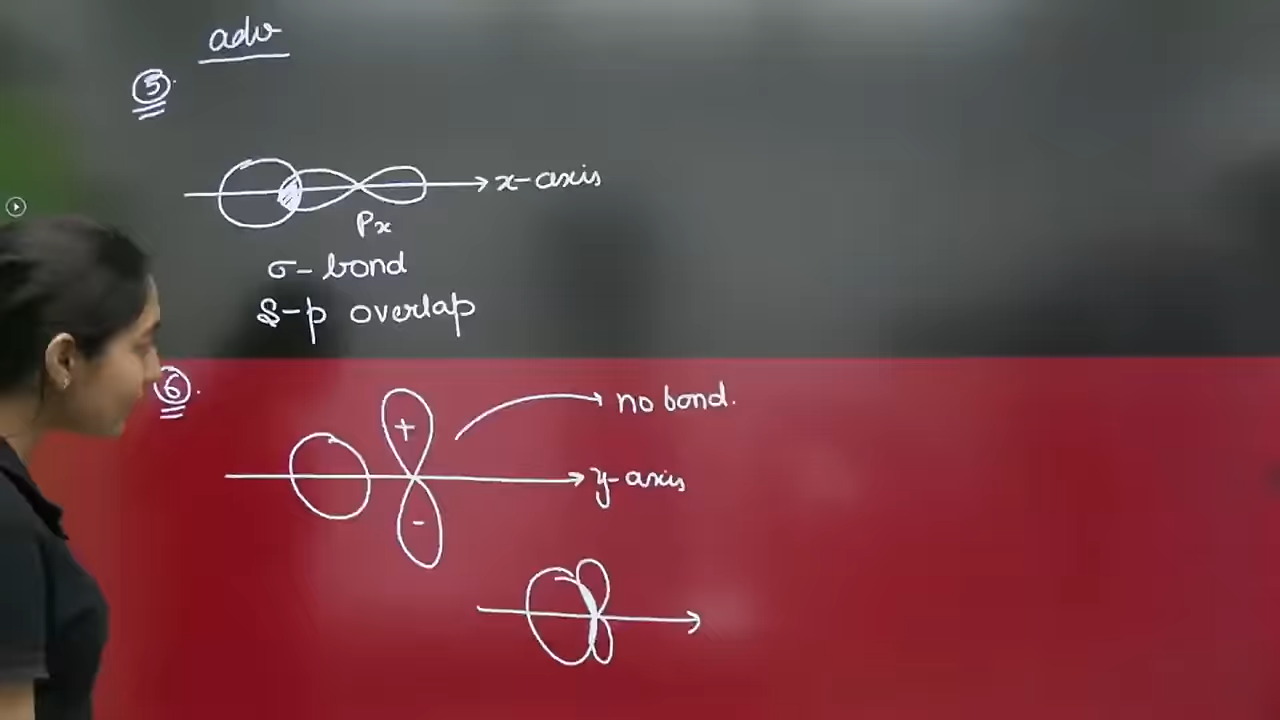 adv
5.
x-axis
Px
σ- bond
s-p overlap
6.
no bond.
+
y-axis
-